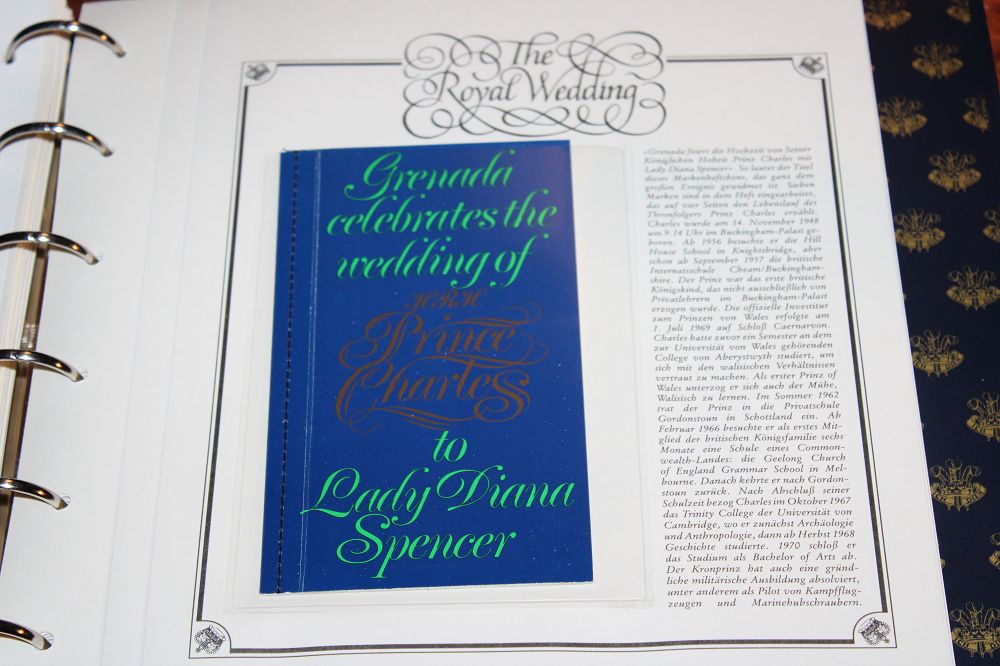 The
Royal Wedding
Grenada
celebrates the
wedding of
H.R.H.
Prince
Charles
to
Lady Diana
Spencer
«Grenada feiert die Hochzeit von Seiner
Königlichen Hoheit Prinz Charles mit
Lady Diana Spencer». So lautet der Titel
dieses Markenheftchens, das ganz dem
großen Ereignis gewidmet ist. Sieben
Marken sind in dem Heft eingearbeitet,
das auf vier Seiten den Lebenslauf des
Thronfolgers Prinz Charles erzählt.
Charles wurde am 14. November 1948
um 9.14 Uhr im Buckingham-Palast ge-
boren. Ab 1956 besuchte er die Hill
House School in Knightsbridge, aber
schon ab September 1957 die britische
Internatsschule Cheam/Buckingham-
shire. Der Prinz war das erste britische
Königskind, das nicht ausschließlich von
Privatlehrern im Buckingham-Palast
erzogen wurde. Die offizielle Investitur
zum Prinzen von Wales erfolgte am
1. Juli 1969 auf Schloß Caernarvon.
Charles hatte zuvor ein Semester an dem
zur Universität von Wales gehörenden
College von Aberystwyth studiert, um
sich mit den walisischen Verhältnissen
vertraut zu machen. Als erster Prinz of
Wales unterzog er sich auch der Mühe,
Walisisch zu lernen. Im Sommer 1962
trat der Prinz in die Privatschule
Gordonstoun in Schottland ein. Ab
Februar 1966 besuchte er als erstes Mit-
glied der britischen Königsfamilie sechs
Monate eine Schule eines Common-
wealth-Landes: die Geelong Church
of England Grammar School in Mel-
bourne. Danach kehrte er nach Gordon-
stoun zurück. Nach Abschluß seiner
Schulzeit bezog Charles im Oktober 1967
das Trinity College der Universität von
Cambridge, wo er zunächst Archäologie
und Anthropologie, dann ab Herbst 1968
Geschichte studierte. 1970 schloß er
das Studium als Bachelor of Arts ab.
Der Kronprinz hat auch eine gründ-
liche militärische Ausbildung absolviert,
unter anderem als Pilot von Kampfflug-
zeugen und Marinehubschraubern.